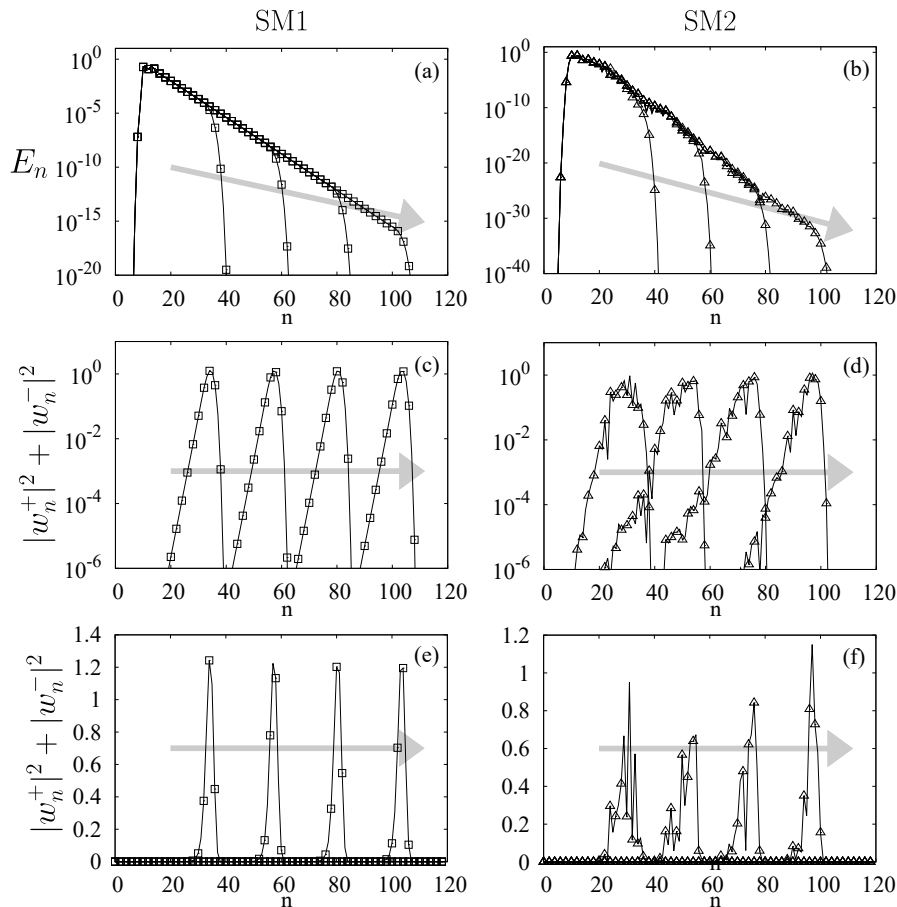 SM1 SM2
(a) (b)
E_n
10^0
10^{-5}
10^{-10}
10^{-15}
10^{-20}
0 20 40 60 80 100 120
n
10^0
10^{-10}
10^{-20}
10^{-30}
10^{-40}
0 20 40 60 80 100 120
n
(c) (d)
|w_n^+|^2 + |w_n^-|^2
10^0
10^{-2}
10^{-4}
10^{-6}
0 20 40 60 80 100 120
n
10^0
10^{-2}
10^{-4}
10^{-6}
0 20 40 60 80 100 120
n
(e) (f)
|w_n^+|^2 + |w_n^-|^2
1.4
1.2
1
0.8
0.6
0.4
0.2
0
0 20 40 60 80 100 120
n
1.2
1
0.8
0.6
0.4
0.2
0
0 20 40 60 80 100 120
n